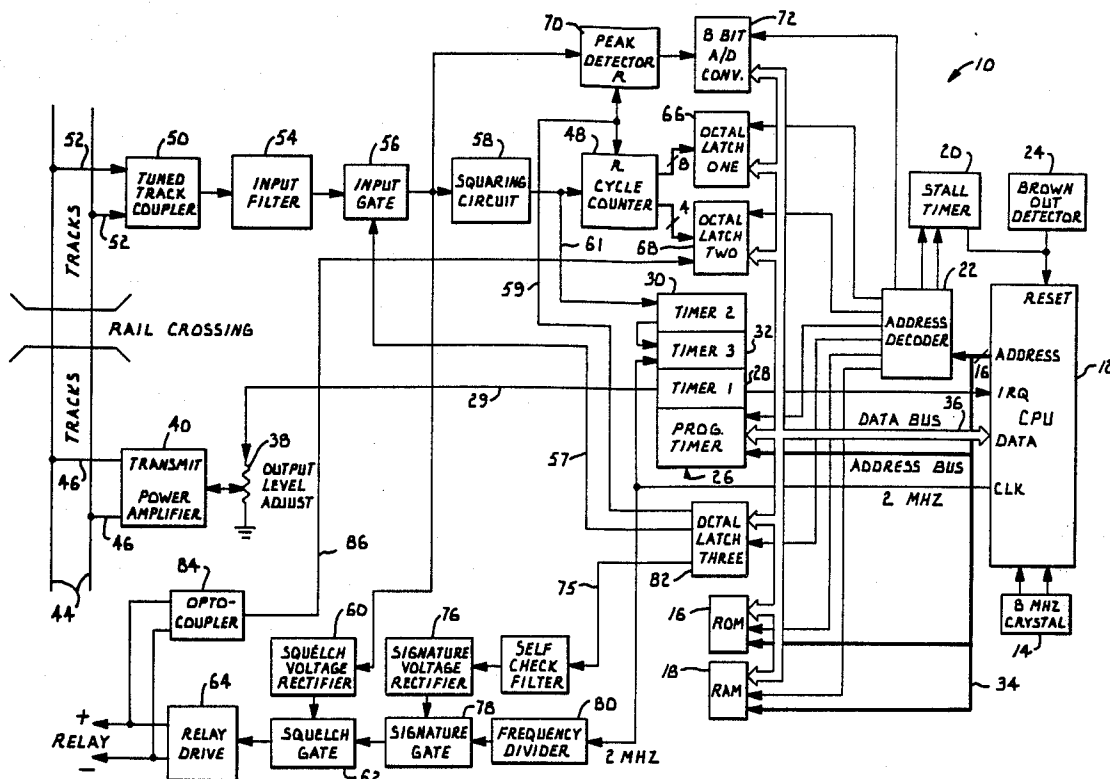 70
PEAK
DETECTOR
R
72
8 BIT
A/D
CONV.
10
52
50
TUNED
TRACK
COUPLER
52
54
INPUT
FILTER
56
INPUT
GATE
58
SQUARING
CIRCUIT
48
R
CYCLE
COUNTER
8
4
66
OCTAL
LATCH
ONE
68
OCTAL
LATCH
TWO
20
STALL
TIMER
24
BROWN
OUT
DETECTOR
TRACKS
RAIL CROSSING
TRACKS
59
61
30
TIMER 2
TIMER 3
32
TIMER 1
28
PROG.
TIMER
26
22
ADDRESS
DECODER
16
RESET
ADDRESS
IRQ
CPU
DATA
CLK
12
29
36
DATA BUS
ADDRESS BUS
2 MHZ
40
TRANSMIT
POWER
AMPLIFIER
46
46
38
OUTPUT
LEVEL
ADJUST
57
44
86
OCTAL
LATCH
THREE
82
75
8 MHZ
CRYSTAL
14
84
OPTO-
COUPLER
60
SQUELCH
VOLTAGE
RECTIFIER
76
SIGNATURE
VOLTAGE
RECTIFIER
SELF
CHECK
FILTER
16
ROM
18
RAM
34
+
RELAY
-
64
RELAY
DRIVE
SQUELCH
GATE
62
78
SIGNATURE
GATE
80
FREQUENCY
DIVIDER
2 MHZ